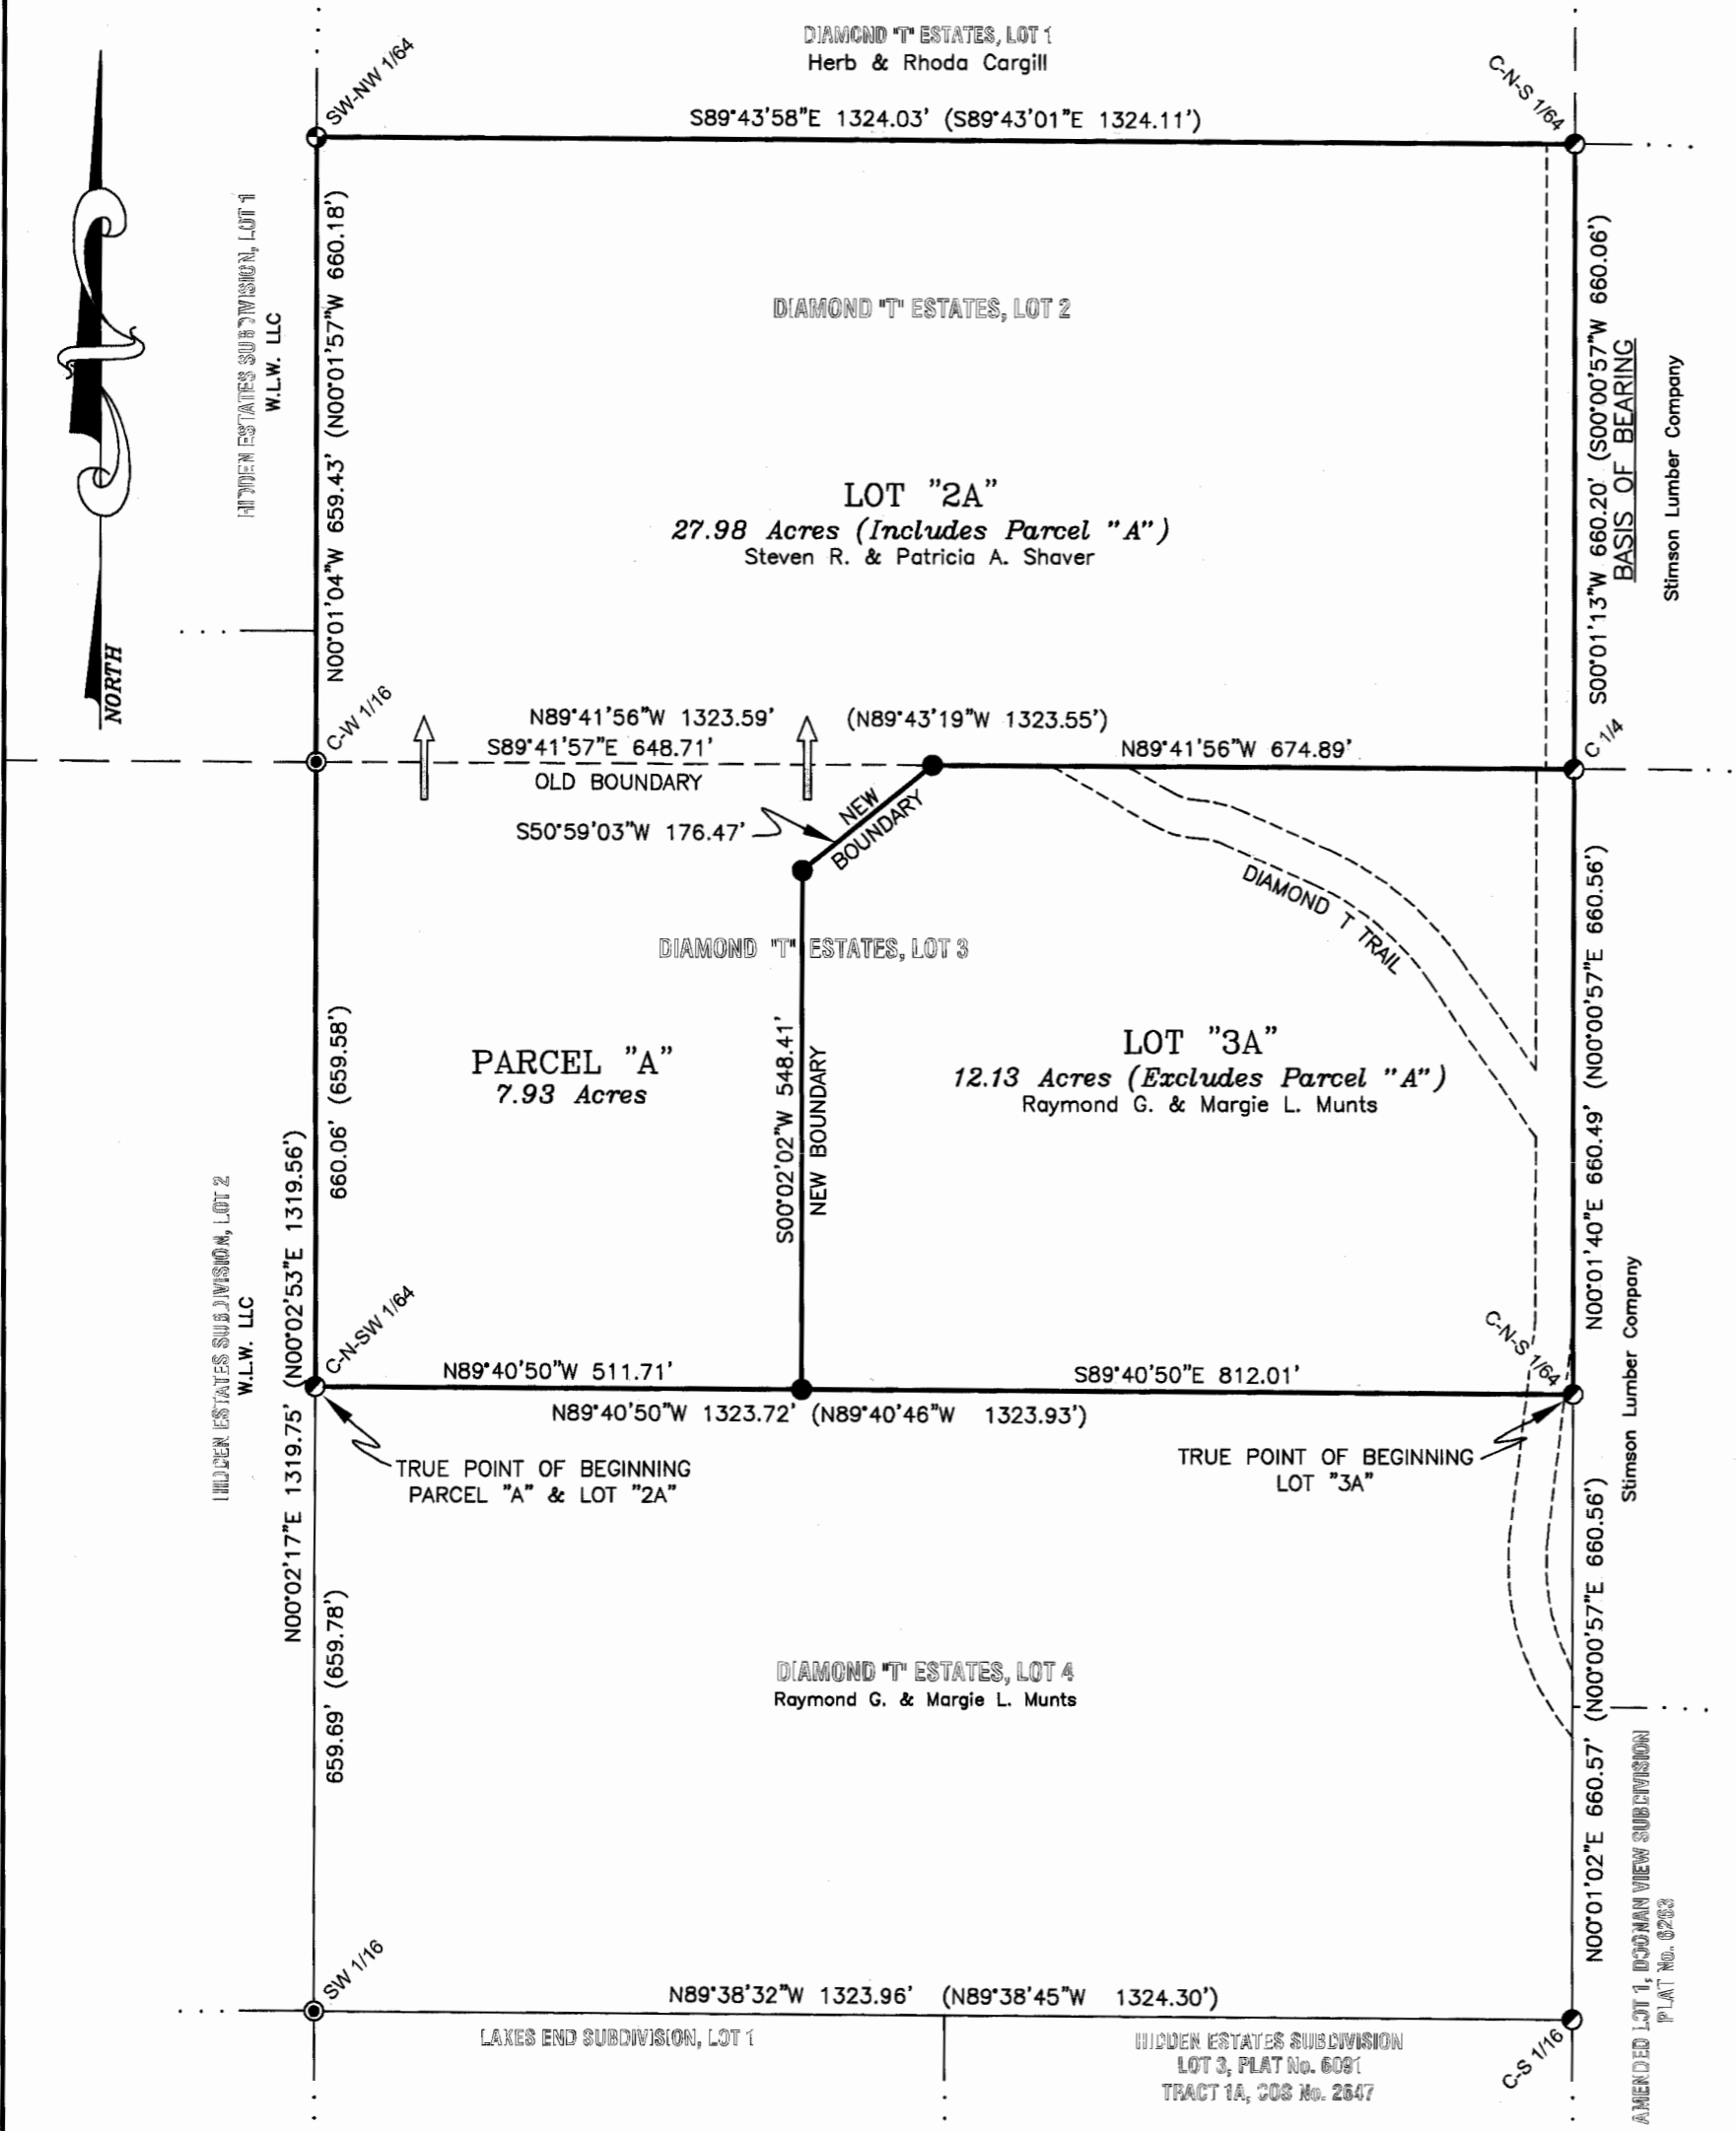 DIAMOND "T" ESTATES, LOT 1
Herb & Rhoda Cargill
SW-NW 1/64
C-N-S 1/64
S89°43'58"E 1324.03' (S89°43'01"E 1324.11')
HIDDEN ESTATES SUBDIVISION, LOT 1
W.L.W. LLC
N00°01'04"W 659.43' (N00°01'57"W 660.18')
DIAMOND "T" ESTATES, LOT 2
S00°01'13"W 660.20' (S00°00'57"W 660.06')
BASIS OF BEARING
Stimson Lumber Company
LOT "2A"
27.98 Acres (Includes Parcel "A")
Steven R. & Patricia A. Shaver
NORTH
C-W 1/16
N89°41'56"W 1323.59' (N89°43'19"W 1323.55')
S89°41'57"E 648.71'
N89°41'56"W 674.89'
C 1/4
OLD BOUNDARY
S50°59'03"W 176.47'
NEW
BOUNDARY
DIAMOND T TRAIL
DIAMOND "T" ESTATES, LOT 3
660.06' (659.58')
PARCEL "A"
7.93 Acres
S00°02'02"W 548.41'
NEW BOUNDARY
LOT "3A"
12.13 Acres (Excludes Parcel "A")
Raymond G. & Margie L. Munts
N00°01'40"E 660.49' (N00°00'57"E 660.56')
HIDDEN ESTATES SUBDIVISION, LOT 2
W.L.W. LLC
N00°02'17"E 1319.75' (N00°02'53"E 1319.56')
C-N-SW 1/64
C-N-S 1/64
Stimson Lumber Company
N89°40'50"W 511.71'
S89°40'50"E 812.01'
N89°40'50"W 1323.72' (N89°40'46"W 1323.93')
TRUE POINT OF BEGINNING
PARCEL "A" & LOT "2A"
TRUE POINT OF BEGINNING
LOT "3A"
659.69' (659.78')
DIAMOND "T" ESTATES, LOT 4
Raymond G. & Margie L. Munts
N00°01'02"E 660.57' (N00°00'57"E 660.56')
AMENDED LOT 1, DOONAN VIEW SUBDIVISION
PLAT No. 6263
SW 1/16
N89°38'32"W 1323.96' (N89°38'45"W 1324.30')
LAKES END SUBDIVISION, LOT 1
HIDDEN ESTATES SUBDIVISION
LOT 3, PLAT No. 6091
TRACT 1A, COS No. 2647
C-S 1/16